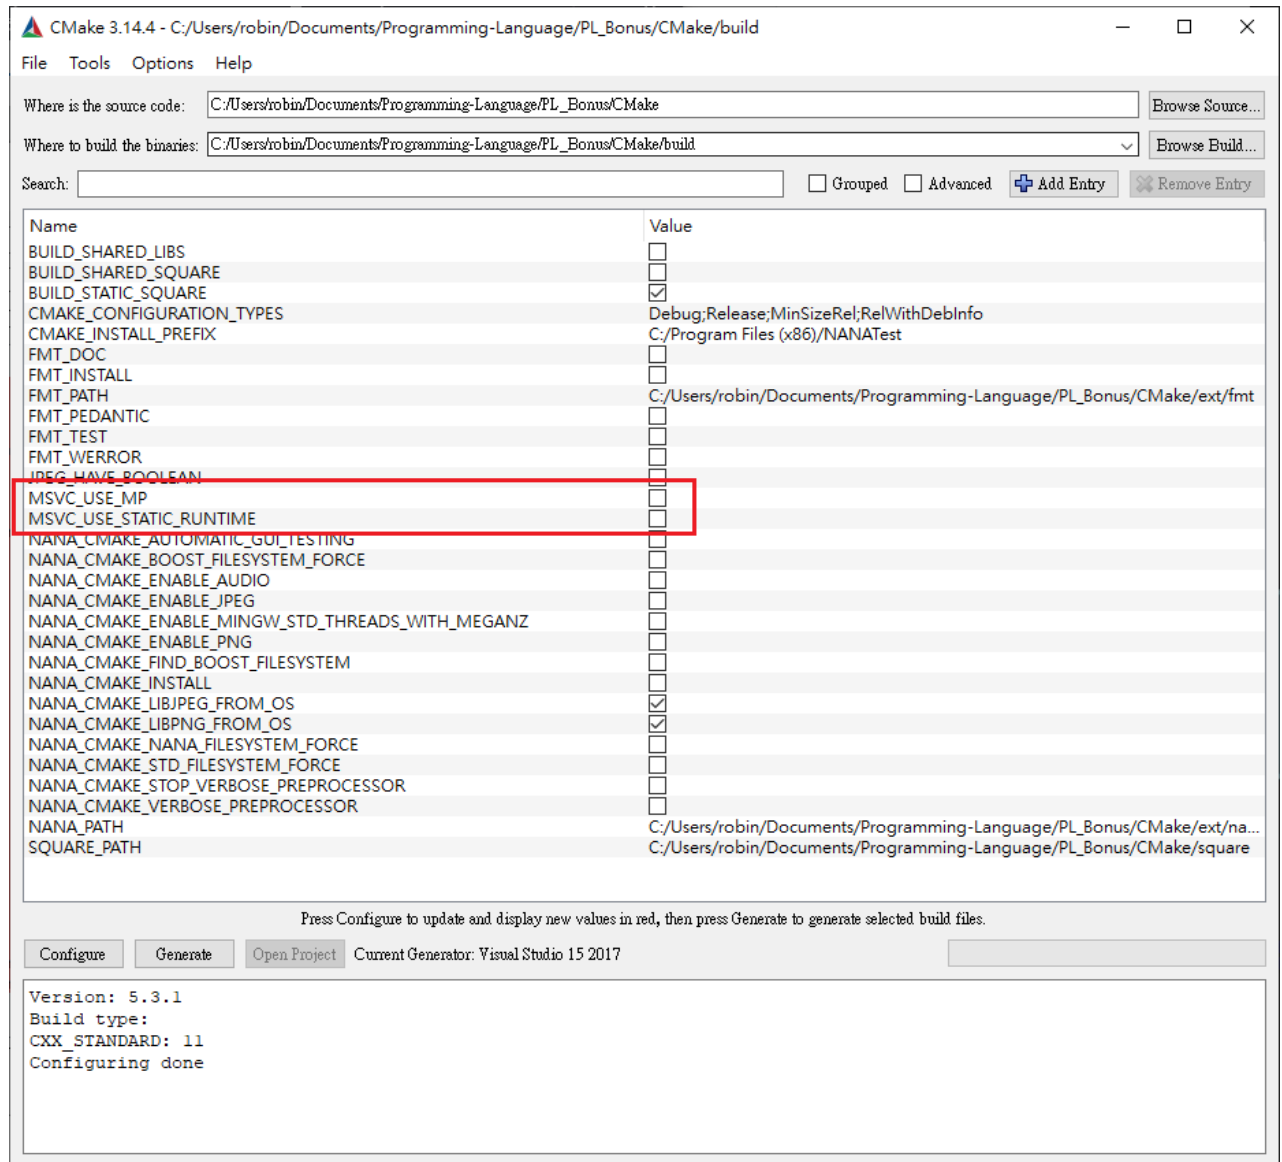 CMake 3.14.4 - C:/Users/robin/Documents/Programming-Language/PL_Bonus/CMake/build
File Tools Options Help
Where is the source code: C:/Users/robin/Documents/Programming-Language/PL_Bonus/CMake Browse Source...
Where to build the binaries: C:/Users/robin/Documents/Programming-Language/PL_Bonus/CMake/build Browse Build...
Search: Grouped Advanced Add Entry Remove Entry
Name Value
BUILD_SHARED_LIBS
BUILD_SHARED_SQUARE
BUILD_STATIC_SQUARE
CMAKE_CONFIGURATION_TYPES Debug;Release;MinSizeRel;RelWithDebInfo
CMAKE_INSTALL_PREFIX C:/Program Files (x86)/NANATest
FMT_DOC
FMT_INSTALL
FMT_PATH C:/Users/robin/Documents/Programming-Language/PL_Bonus/CMake/ext/fmt
FMT_PEDANTIC
FMT_TEST
FMT_WERROR
JPEG_HAVE_BOOLEAN
MSVC_USE_MP
MSVC_USE_STATIC_RUNTIME
NANA_CMAKE_AUTOMATIC_GUI_TESTING
NANA_CMAKE_BOOST_FILESYSTEM_FORCE
NANA_CMAKE_ENABLE_AUDIO
NANA_CMAKE_ENABLE_JPEG
NANA_CMAKE_ENABLE_MINGW_STD_THREADS_WITH_MEGANZ
NANA_CMAKE_ENABLE_PNG
NANA_CMAKE_FIND_BOOST_FILESYSTEM
NANA_CMAKE_INSTALL
NANA_CMAKE_LIBJPEG_FROM_OS
NANA_CMAKE_LIBPNG_FROM_OS
NANA_CMAKE_NANA_FILESYSTEM_FORCE
NANA_CMAKE_STD_FILESYSTEM_FORCE
NANA_CMAKE_STOP_VERBOSE_PREPROCESSOR
NANA_CMAKE_VERBOSE_PREPROCESSOR
NANA_PATH C:/Users/robin/Documents/Programming-Language/PL_Bonus/CMake/ext/na...
SQUARE_PATH C:/Users/robin/Documents/Programming-Language/PL_Bonus/CMake/square
Press Configure to update and display new values in red, then press Generate to generate selected build files.
Configure Generate Open Project Current Generator: Visual Studio 15 2017
Version: 5.3.1
Build type:
CXX_STANDARD: 11
Configuring done